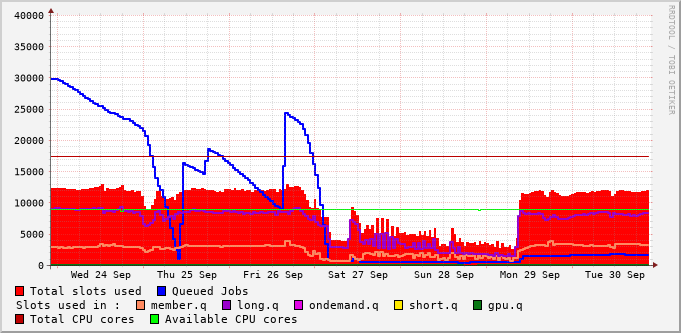 40000
35000
30000
25000
20000
15000
10000
5000
0
Wed 24 Sep Thu 25 Sep Fri 26 Sep Sat 27 Sep Sun 28 Sep Mon 29 Sep Tue 30 Sep
RRDTOOL / TOBI OETIKER
Total slots used Queued Jobs
Slots used in : member.q long.q ondemand.q short.q gpu.q
Total CPU cores Available CPU cores